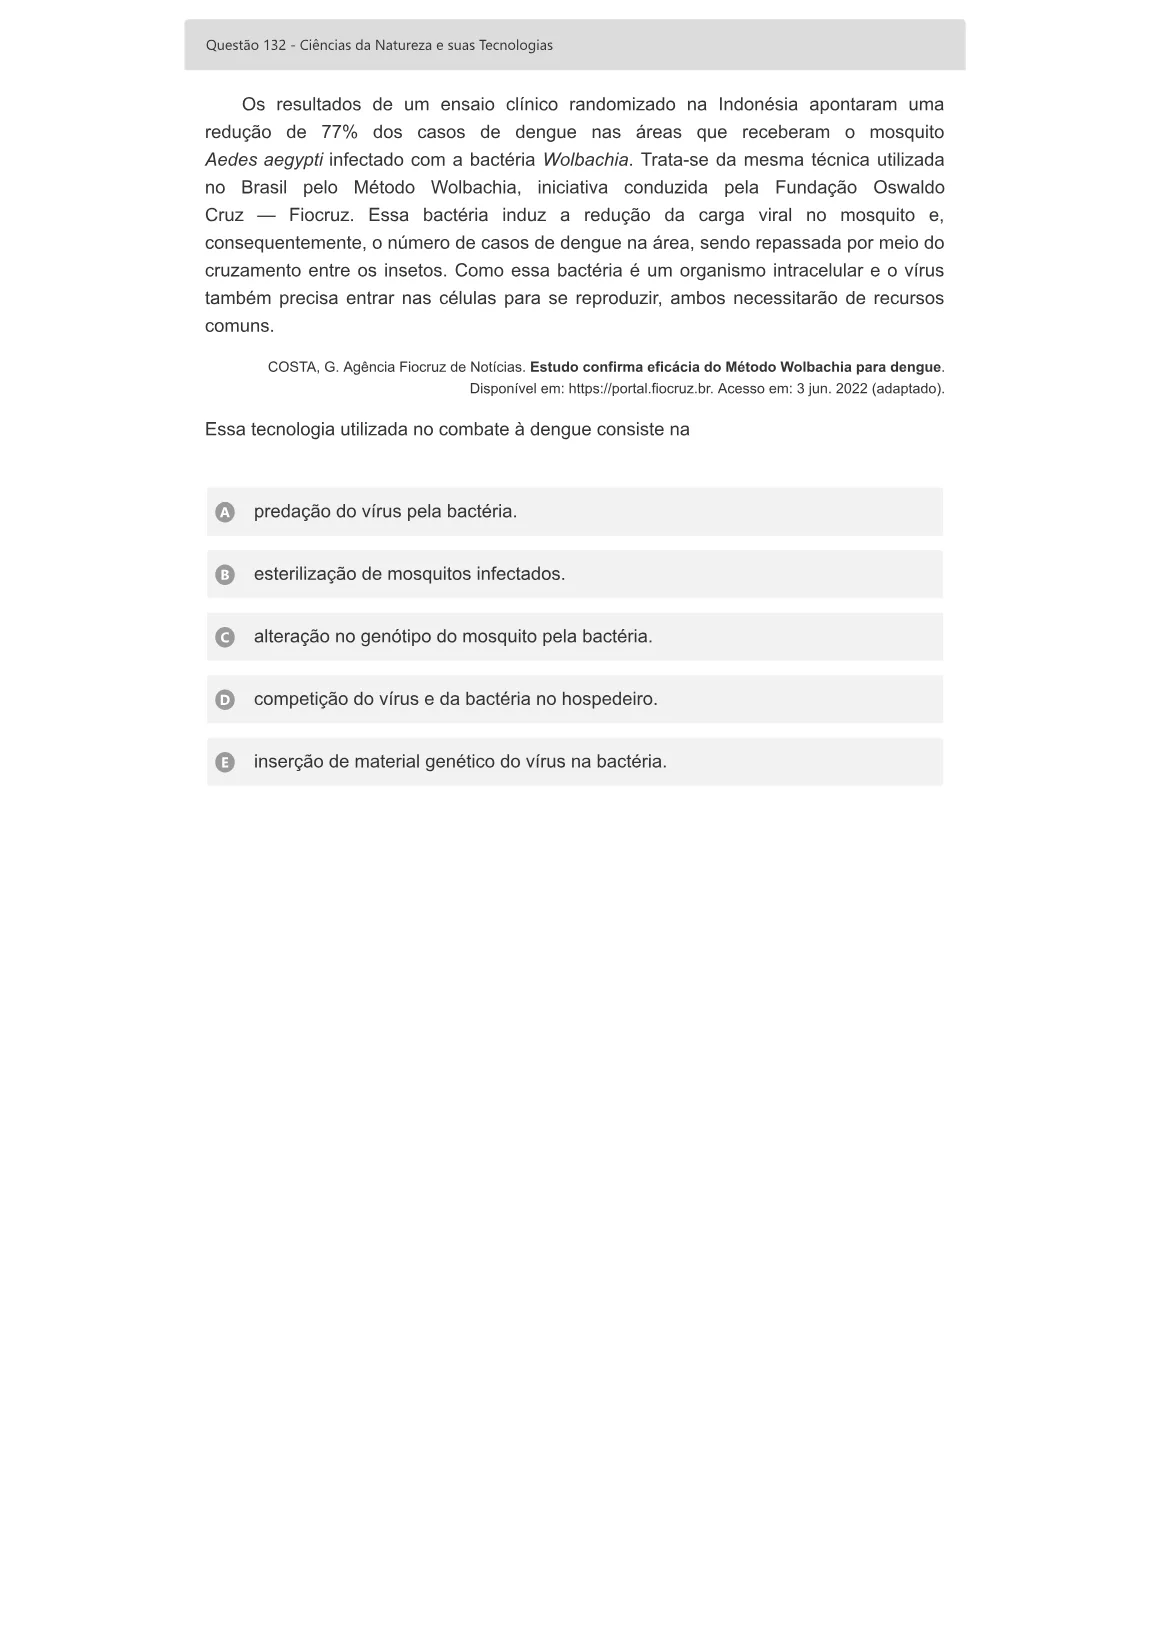 Questão 132 - Ciências da Natureza e suas Tecnologias
Os resultados de um ensaio clínico randomizado na Indonésia apontaram uma
redução de 77% dos casos de dengue nas áreas que receberam o mosquito
Aedes aegypti infectado com a bactéria Wolbachia. Trata-se da mesma técnica utilizada
no Brasil pelo Método Wolbachia, iniciativa conduzida pela Fundação Oswaldo
Cruz — Fiocruz. Essa bactéria induz a redução da carga viral no mosquito e,
consequentemente, o número de casos de dengue na área, sendo repassada por meio do
cruzamento entre os insetos. Como essa bactéria é um organismo intracelular e o vírus
também precisa entrar nas células para se reproduzir, ambos necessitarão de recursos
comuns.
COSTA, G. Agência Fiocruz de Notícias. Estudo confirma eficácia do Método Wolbachia para dengue.
Disponível em: https://portal.fiocruz.br. Acesso em: 3 jun. 2022 (adaptado).
Essa tecnologia utilizada no combate à dengue consiste na
A predação do vírus pela bactéria.
B esterilização de mosquitos infectados.
C alteração no genótipo do mosquito pela bactéria.
D competição do vírus e da bactéria no hospedeiro.
E inserção de material genético do vírus na bactéria.